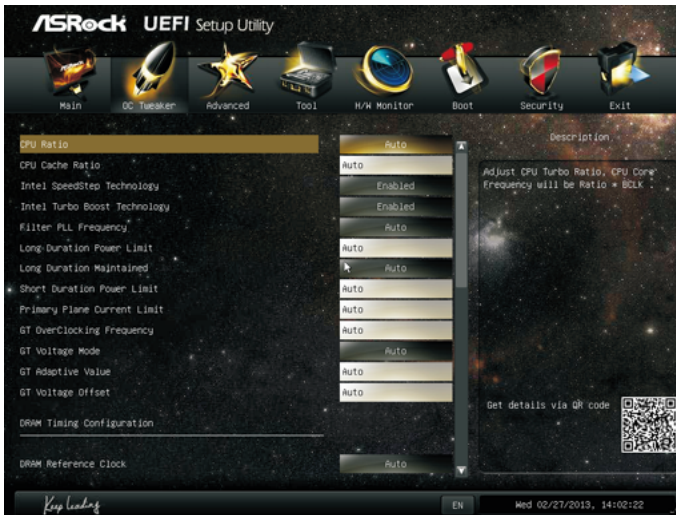 ASRock UEFI Setup Utility
Main OC Tweaker Advanced Tool H/W Monitor Boot Security Exit
CPU Ratio Auto
CPU Cache Ratio Auto
Intel SpeedStep Technology Enabled
Intel Turbo Boost Technology Enabled
Filter PLL Frequency Auto
Long Duration Power Limit Auto
Long Duration Maintained Auto
Short Duration Power Limit Auto
Primary Plane Current Limit Auto
GT OverClocking Frequency Auto
GT Voltage Mode Auto
GT Adaptive Value Auto
GT Voltage Offset Auto
DRAM Timing Configuration
DRAM Reference Clock Auto
Description
Adjust CPU Turbo Ratio, CPU Core
Frequency will be Ratio * BCLK .
Get details via QR code
Keep Leading
EN
Wed 02/27/2013, 14:02:22